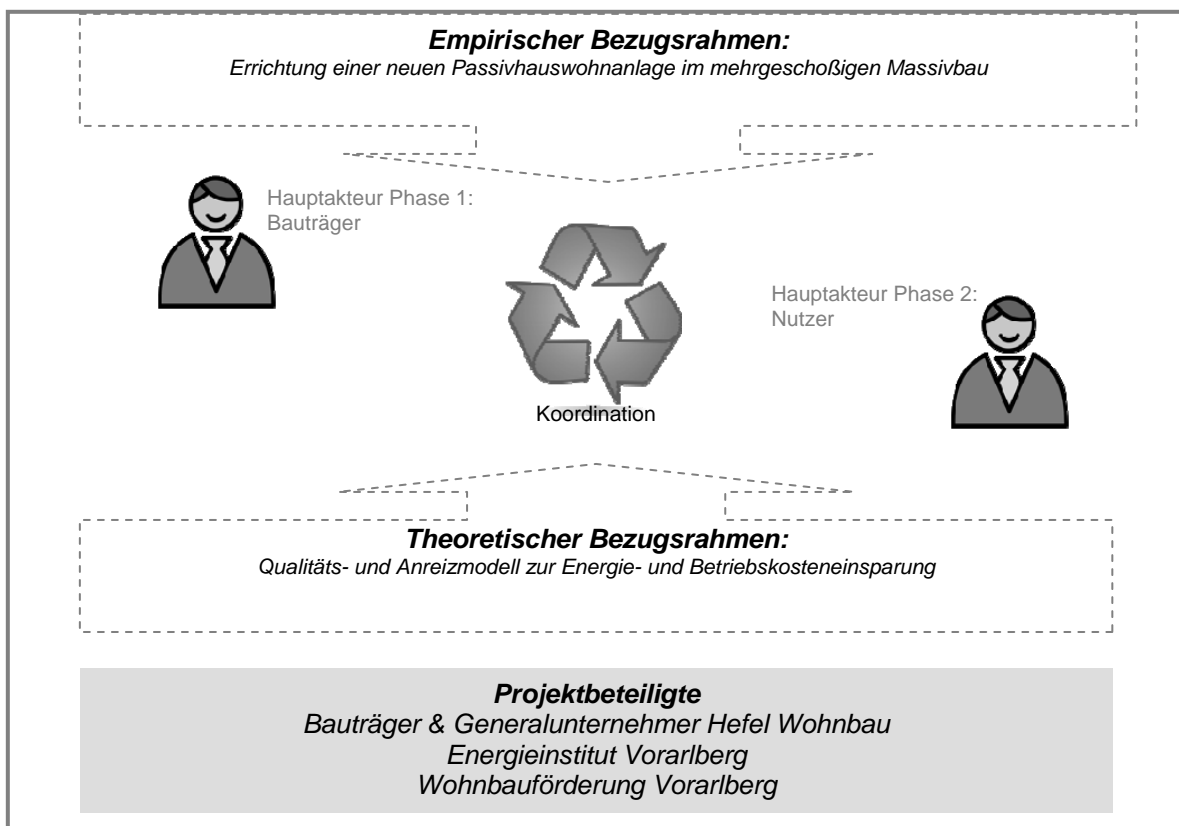 Empirischer Bezugsrahmen:
Errichtung einer neuen Passivhauswohnanlage im mehrgeschoßigen Massivbau
Hauptakteur Phase 1:
Bauträger
Hauptakteur Phase 2:
Nutzer
Koordination
Theoretischer Bezugsrahmen:
Qualitäts- und Anreizmodell zur Energie- und Betriebskosteneinsparung
Projektbeteiligte
Bauträger & Generalunternehmer Hefel Wohnbau
Energieinstitut Vorarlberg
Wohnbauförderung Vorarlberg